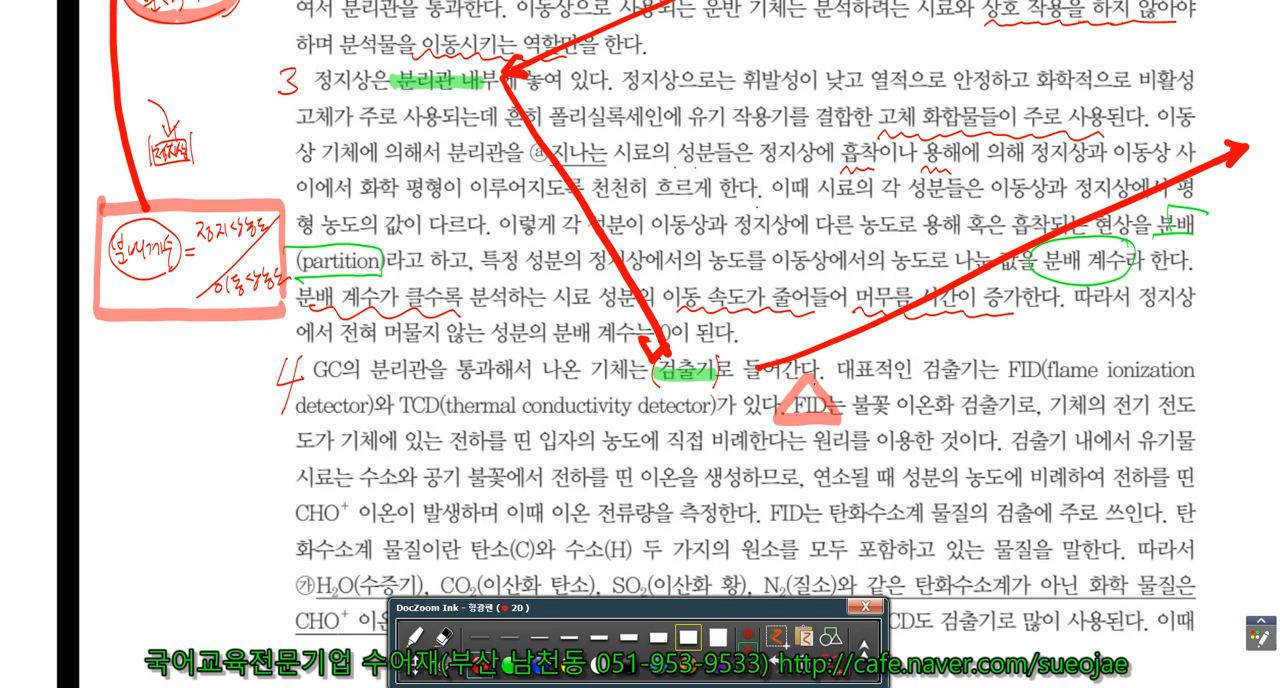 여서 분리관을 통과한다. 이동상으로 사용되는 운반 기체는 분석하려는 시료와 상호 작용을 하지 않아야
하며 분석물을 이동시키는 역할만을 한다.
3 정지상은 분리관 내부에 놓여 있다. 정지상으로는 휘발성이 낮고 열적으로 안정하고 화학적으로 비활성
고체가 주로 사용되는데 흔히 폴리실록세인에 유기 작용기를 결합한 고체 화합물들이 주로 사용된다. 이동
정지상
상 기체에 의해서 분리관을 ⓐ지나는 시료의 성분들은 정지상에 흡착이나 용해에 의해 정지상과 이동상 사
이에서 화학 평형이 이루어지도록 천천히 흐르게 한다. 이때 시료의 각 성분들은 이동상과 정지상에서 평
형 농도의 값이 다르다. 이렇게 각 성분이 이동상과 정지상에 다른 농도로 용해 혹은 흡착되는 현상을 분배
분배계수 = 정지상농도 / 이동상농도
(partition)라고 하고, 특정 성분의 정지상에서의 농도를 이동상에서의 농도로 나눈 값을 분배 계수라 한다.
분배 계수가 클수록 분석하는 시료 성분의 이동 속도가 줄어들어 머무름 시간이 증가한다. 따라서 정지상
에서 전혀 머물지 않는 성분의 분배 계수는 0이 된다.
4 GC의 분리관을 통과해서 나온 기체는 (검출기)로 들어간다. 대표적인 검출기는 FID(flame ionization
detector)와 TCD(thermal conductivity detector)가 있다. FID는 불꽃 이온화 검출기로, 기체의 전기 전도
도가 기체에 있는 전하를 띤 입자의 농도에 직접 비례한다는 원리를 이용한 것이다. 검출기 내에서 유기물
시료는 수소와 공기 불꽃에서 전하를 띤 이온을 생성하므로, 연소될 때 성분의 농도에 비례하여 전하를 띤
CHO⁺ 이온이 발생하며 이때 이온 전류량을 측정한다. FID는 탄화수소계 물질의 검출에 주로 쓰인다. 탄
화수소계 물질이란 탄소(C)와 수소(H) 두 가지의 원소를 모두 포함하고 있는 물질을 말한다. 따라서
㉮H₂O(수증기), CO₂(이산화 탄소), SO₂(이산화 황), N₂(질소)와 같은 탄화수소계가 아닌 화학 물질은
DocZoom Ink - 형광펜 ( 20 )
CHO⁺ 이온 CD도 검출기로 많이 사용된다. 이때
국어교육전문기업 수어재(부산 남천동 051-953-9533) http://cafe.naver.com/sueojae